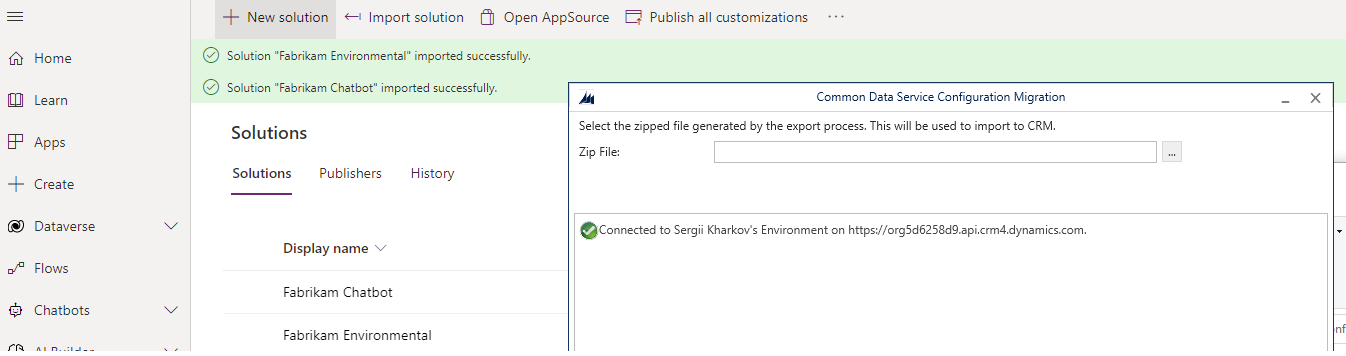 New solution
Import solution
Open AppSource
Publish all customizations
Home
Learn
Apps
Create
Dataverse
Flows
Chatbots
AI Builder
Solution "Fabrikam Environmental" imported successfully.
Solution "Fabrikam Chatbot" imported successfully.
Solutions
Solutions
Publishers
History
Display name
Fabrikam Chatbot
Fabrikam Environmental
Common Data Service Configuration Migration
Select the zipped file generated by the export process. This will be used to import to CRM.
Zip File:
...
Connected to Sergii Kharkov's Environment on https://org5d6258d9.api.crm4.dynamics.com.